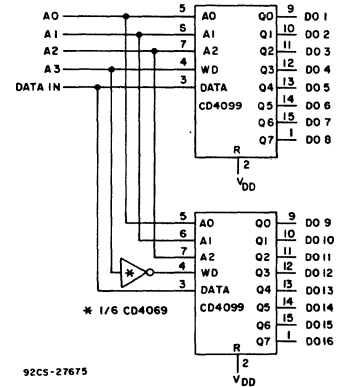 A0 5 A0 Q0 9 DO 1
A1 6 A1 Q1 10 DO 2
A2 7 A2 Q2 11 DO 3
A3 4 WD Q3 12 DO 4
DATA IN 3 DATA Q4 13 DO 5
CD4099 Q5 14 DO 6
Q6 15 DO 7
Q7 1 DO 8
R
2
VDD
5 A0 Q0 9 DO 9
6 A1 Q1 10 DO 10
7 A2 Q2 11 DO 11
* 4 WD Q3 12 DO 12
3 DATA Q4 13 DO 13
* 1/6 CD4069 CD4099 Q5 14 DO 14
Q6 15 DO 15
Q7 1 DO 16
R
2
VDD
92CS-27675